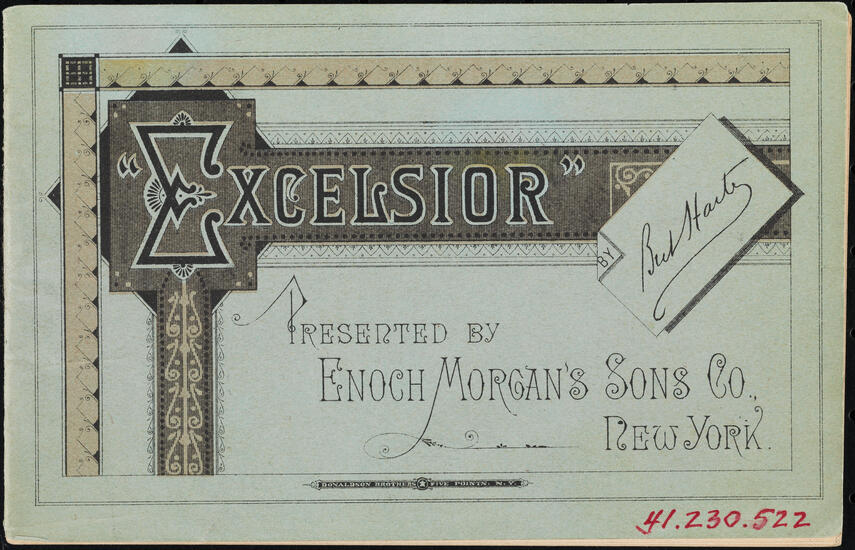 "EXCELSIOR"
BY
Bret Harte
PRESENTED BY
ENOCH MORGAN'S SONS CO.,
NEW YORK.
DONALDSON BROTHERS FIVE POINTS, N.Y.
41.230.522